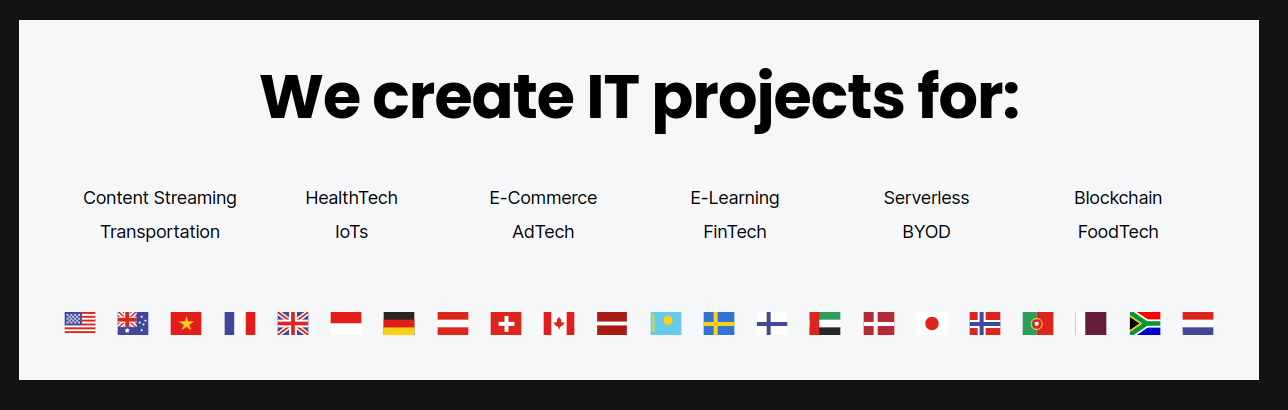 We create IT projects for:
Content Streaming HealthTech E-Commerce E-Learning Serverless Blockchain
Transportation IoTs AdTech FinTech BYOD FoodTech